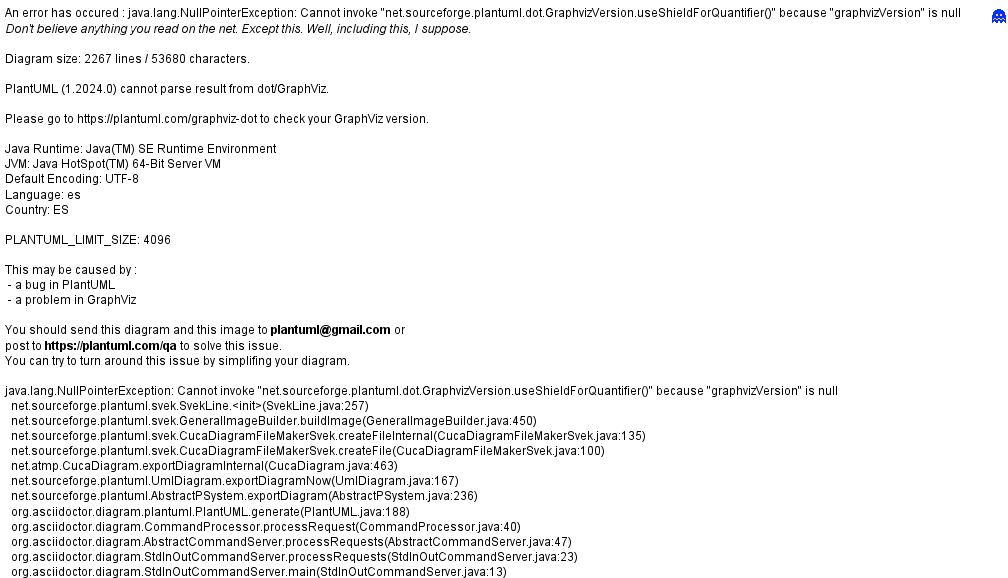 An error has occured : java.lang.NullPointerException: Cannot invoke "net.sourceforge.plantuml.dot.GraphvizVersion.useShieldForQuantifier()" because "graphvizVersion" is null
Don't believe anything you read on the net. Except this. Well, including this, I suppose.
Diagram size: 2267 lines / 53680 characters.
PlantUML (1.2024.0) cannot parse result from dot/GraphViz.
Please go to https://plantuml.com/graphviz-dot to check your GraphViz version.
Java Runtime: Java(TM) SE Runtime Environment
JVM: Java HotSpot(TM) 64-Bit Server VM
Default Encoding: UTF-8
Language: es
Country: ES
PLANTUML_LIMIT_SIZE: 4096
This may be caused by :
- a bug in PlantUML
- a problem in GraphViz
You should send this diagram and this image to plantuml@gmail.com or
post to https://plantuml.com/qa to solve this issue.
You can try to turn around this issue by simplifing your diagram.
java.lang.NullPointerException: Cannot invoke "net.sourceforge.plantuml.dot.GraphvizVersion.useShieldForQuantifier()" because "graphvizVersion" is null
net.sourceforge.plantuml.svek.SvekLine.<init>(SvekLine.java:257)
net.sourceforge.plantuml.svek.GeneralImageBuilder.buildImage(GeneralImageBuilder.java:450)
net.sourceforge.plantuml.svek.CucaDiagramFileMakerSvek.createFileInternal(CucaDiagramFileMakerSvek.java:135)
net.sourceforge.plantuml.svek.CucaDiagramFileMakerSvek.createFile(CucaDiagramFileMakerSvek.java:100)
net.atmp.CucaDiagram.exportDiagramInternal(CucaDiagram.java:463)
net.sourceforge.plantuml.UmlDiagram.exportDiagramNow(UmlDiagram.java:167)
net.sourceforge.plantuml.AbstractPSystem.exportDiagram(AbstractPSystem.java:236)
org.asciidoctor.diagram.plantuml.PlantUML.generate(PlantUML.java:188)
org.asciidoctor.diagram.CommandProcessor.processRequest(CommandProcessor.java:40)
org.asciidoctor.diagram.AbstractCommandServer.processRequests(AbstractCommandServer.java:47)
org.asciidoctor.diagram.StdInOutCommandServer.processRequests(StdInOutCommandServer.java:23)
org.asciidoctor.diagram.StdInOutCommandServer.main(StdInOutCommandServer.java:13)